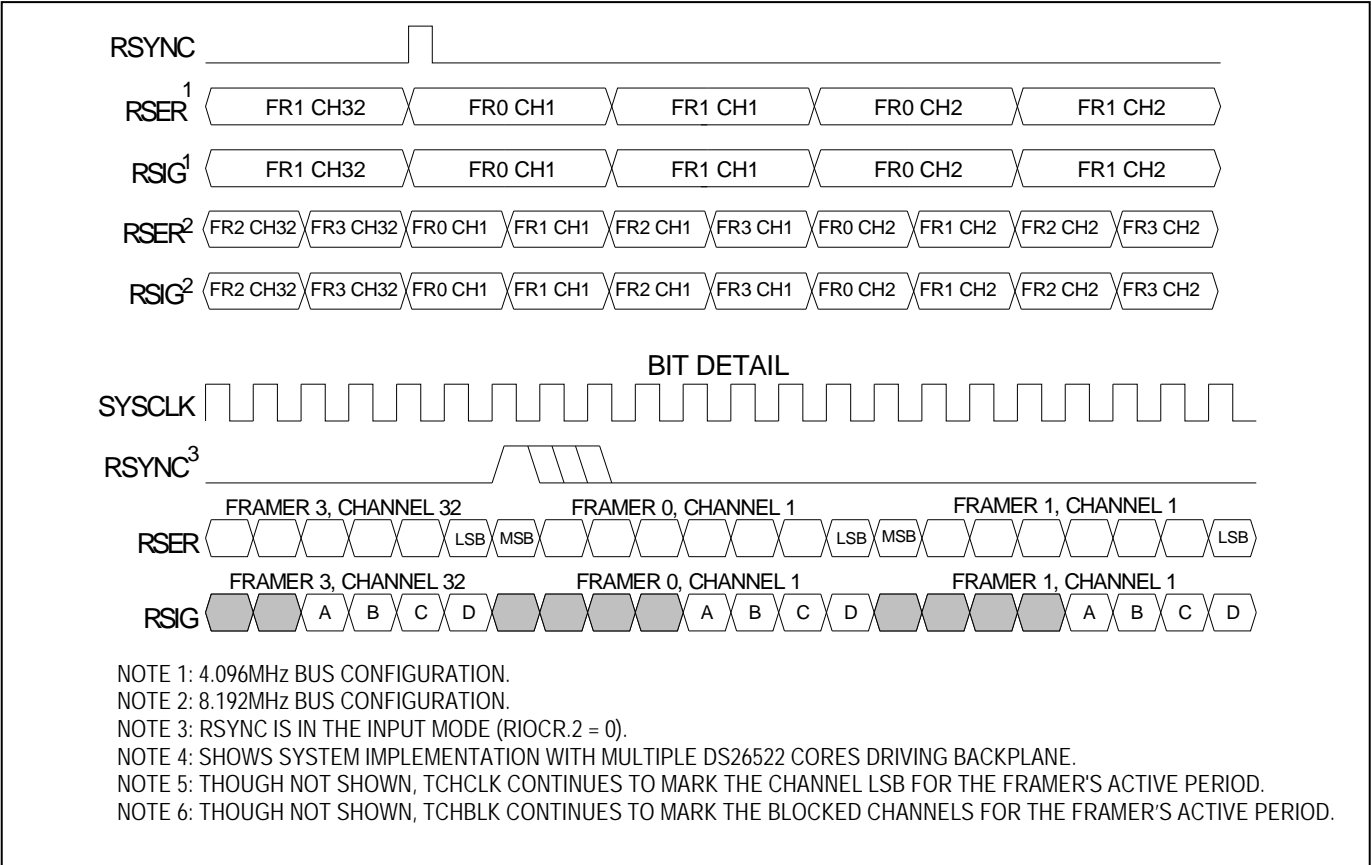 RSYNC
RSER1 FR1 CH32 FR0 CH1 FR1 CH1 FR0 CH2 FR1 CH2
RSIG1 FR1 CH32 FR0 CH1 FR1 CH1 FR0 CH2 FR1 CH2
RSER2 FR2 CH32 FR3 CH32 FR0 CH1 FR1 CH1 FR2 CH1 FR3 CH1 FR0 CH2 FR1 CH2 FR2 CH2 FR3 CH2
RSIG2 FR2 CH32 FR3 CH32 FR0 CH1 FR1 CH1 FR2 CH1 FR3 CH1 FR0 CH2 FR1 CH2 FR2 CH2 FR3 CH2
BIT DETAIL
SYSCLK
RSYNC3
FRAMER 3, CHANNEL 32 FRAMER 0, CHANNEL 1 FRAMER 1, CHANNEL 1
RSER LSB MSB LSB MSB LSB
FRAMER 3, CHANNEL 32 FRAMER 0, CHANNEL 1 FRAMER 1, CHANNEL 1
RSIG A B C D A B C D A B C D
NOTE 1: 4.096MHz BUS CONFIGURATION.
NOTE 2: 8.192MHz BUS CONFIGURATION.
NOTE 3: RSYNC IS IN THE INPUT MODE (RIOCR.2 = 0).
NOTE 4: SHOWS SYSTEM IMPLEMENTATION WITH MULTIPLE DS26522 CORES DRIVING BACKPLANE.
NOTE 5: THOUGH NOT SHOWN, TCHCLK CONTINUES TO MARK THE CHANNEL LSB FOR THE FRAMER'S ACTIVE PERIOD.
NOTE 6: THOUGH NOT SHOWN, TCHBLK CONTINUES TO MARK THE BLOCKED CHANNELS FOR THE FRAMER’S ACTIVE PERIOD.